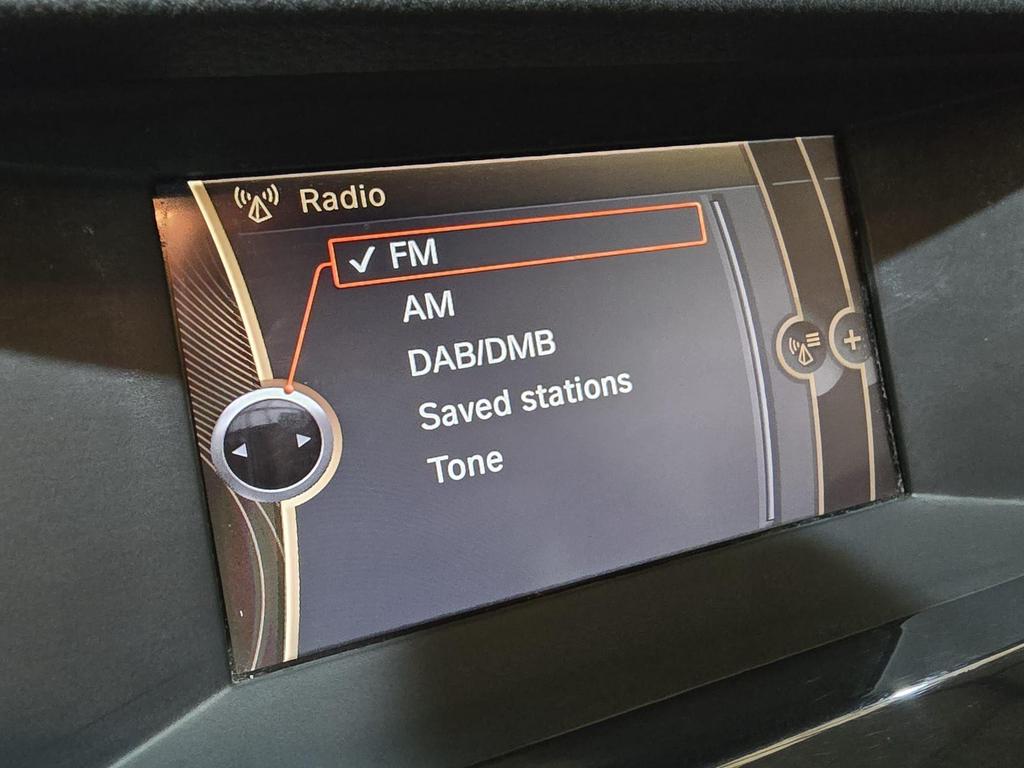 Radio
✓ FM
AM
DAB/DMB
Saved stations
Tone